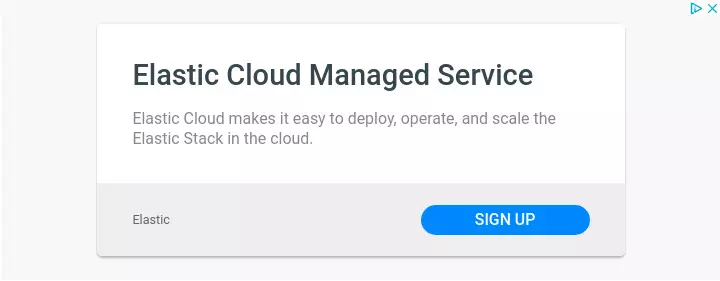 Elastic Cloud Managed Service
Elastic Cloud makes it easy to deploy, operate, and scale the
Elastic Stack in the cloud.
Elastic
SIGN UP